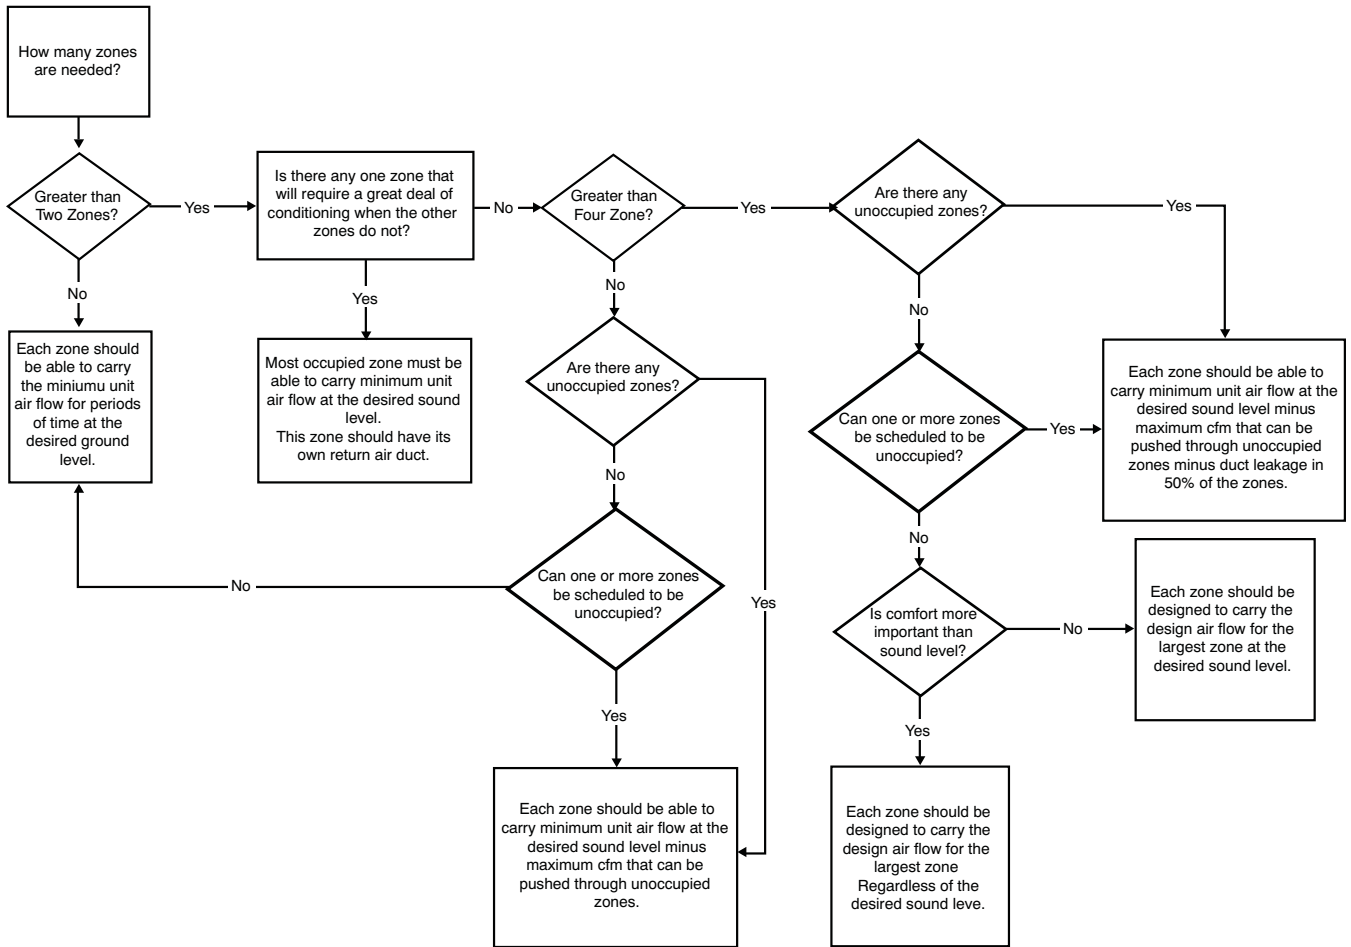 How many zones
are needed?
Greater than
Two Zones?
Yes
Is there any one zone that
will require a great deal of
conditioning when the other
zones do not?
No
Greater than
Four Zone?
Yes
Are there any
unoccupied zones?
Yes
No
Each zone should
be able to carry
the miniumu unit
air flow for periods
of time at the
desired ground
level.
Yes
Most occupied zone must be
able to carry minimum unit
air flow at the desired sound
level.
This zone should have its
own return air duct.
No
Are there any
unoccupied zones?
No
Can one or more zones
be scheduled to be
unoccupied?
No
Yes
Yes
Each zone should be able to
carry minimum unit air flow at the
desired sound level minus
maximum cfm that can be
pushed through unoccupied
zones.
No
Can one or more zones
be scheduled to be
unoccupied?
Yes
Each zone should be able to
carry minimum unit air flow at the
desired sound level minus
maximum cfm that can be
pushed through unoccupied
zones minus duct leakage in
50% of the zones.
No
Is comfort more
important than
sound level?
No
Each zone should be
designed to carry the
design air flow for the
largest zone at the
desired sound level.
Yes
Each zone should be
designed to carry the
design air flow for the
largest zone
Regardless of the
desired sound leve.